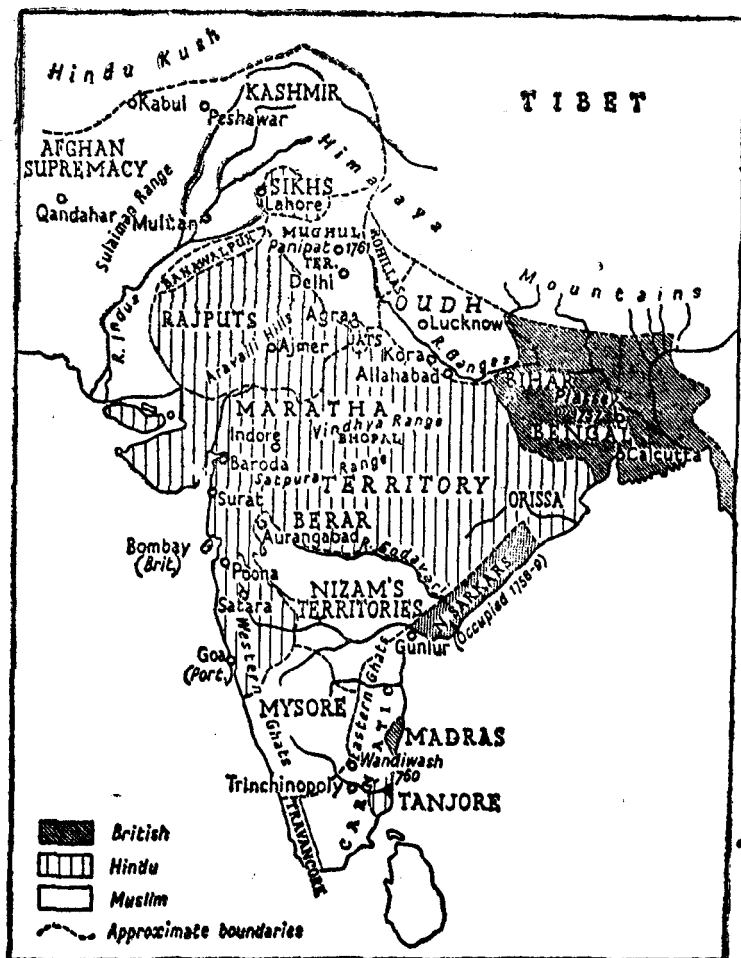 Hindu Kush
Kabul
KASHMIR
Peshawar
TIBET
AFGHAN
SUPREMACY
Himalaya
SIKHS
Lahore
Qandahar
Sulaiman Range
Multan
MUGHUL
Panipat 1761
TER.
Delhi
BAHAWALPUR
ROHILLAS
Mountains
R. Indus
RAJPUTS
OUDH
Lucknow
Agra
JATS
Aravalli Hills
Ajmer
Kora
R. Ganges
Allahabad
BIHAR
Plassey
1757
BENGAL
Calcutta
MARATHA
Vindhya Range
Indore
BHOPAL
Baroda
Satpura Range
TERRITORY
Surat
ORISSA
BERAR
Aurangabad
R. Godavari
Bombay
(Brit.)
Poona
NIZAM'S
TERRITORIES
N. SARKARS
(Occupied 1758-9)
Satara
Guntur
Western Ghats
Goa
(Port.)
MYSORE
Eastern Ghats
CARNATIC
MADRAS
Wandiwash
1760
Trinchinopoly
TANJORE
TRAVANCORE
British
Hindu
Muslim
Approximate boundaries